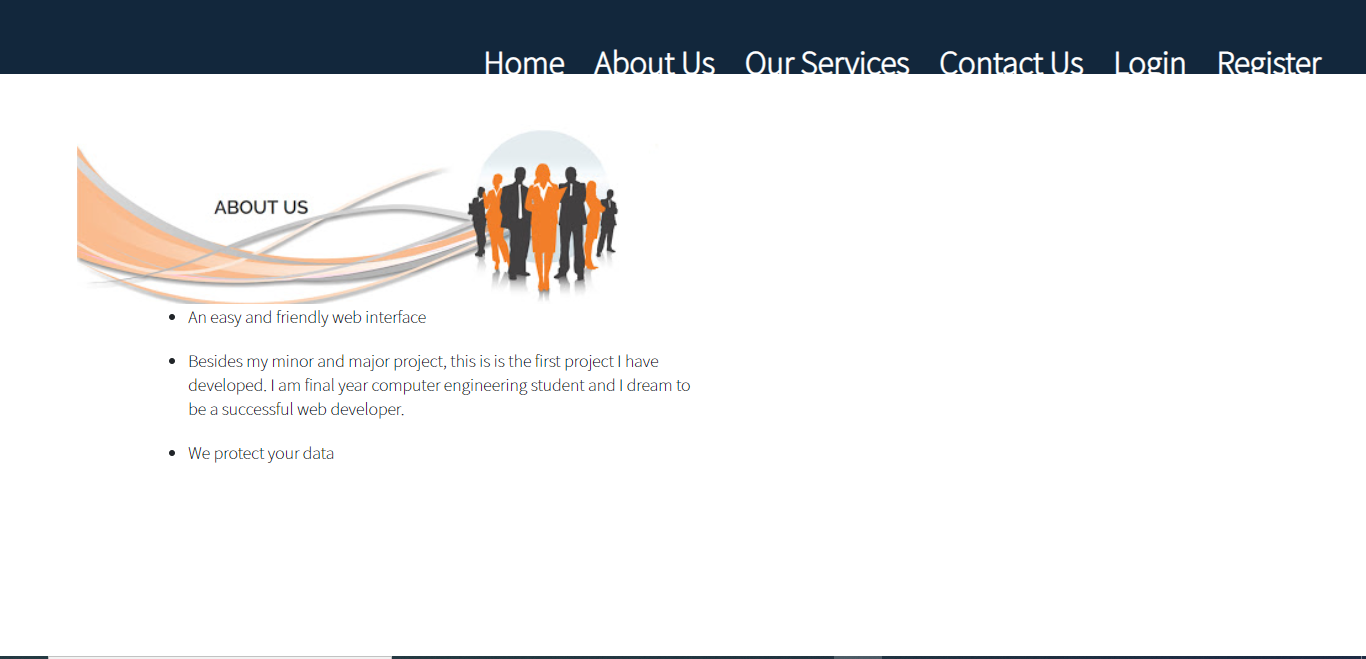 Home About Us Our Services Contact Us Login Register
ABOUT US
An easy and friendly web interface
Besides my minor and major project, this is is the first project I have
developed. I am final year computer engineering student and I dream to
be a successful web developer.
We protect your data